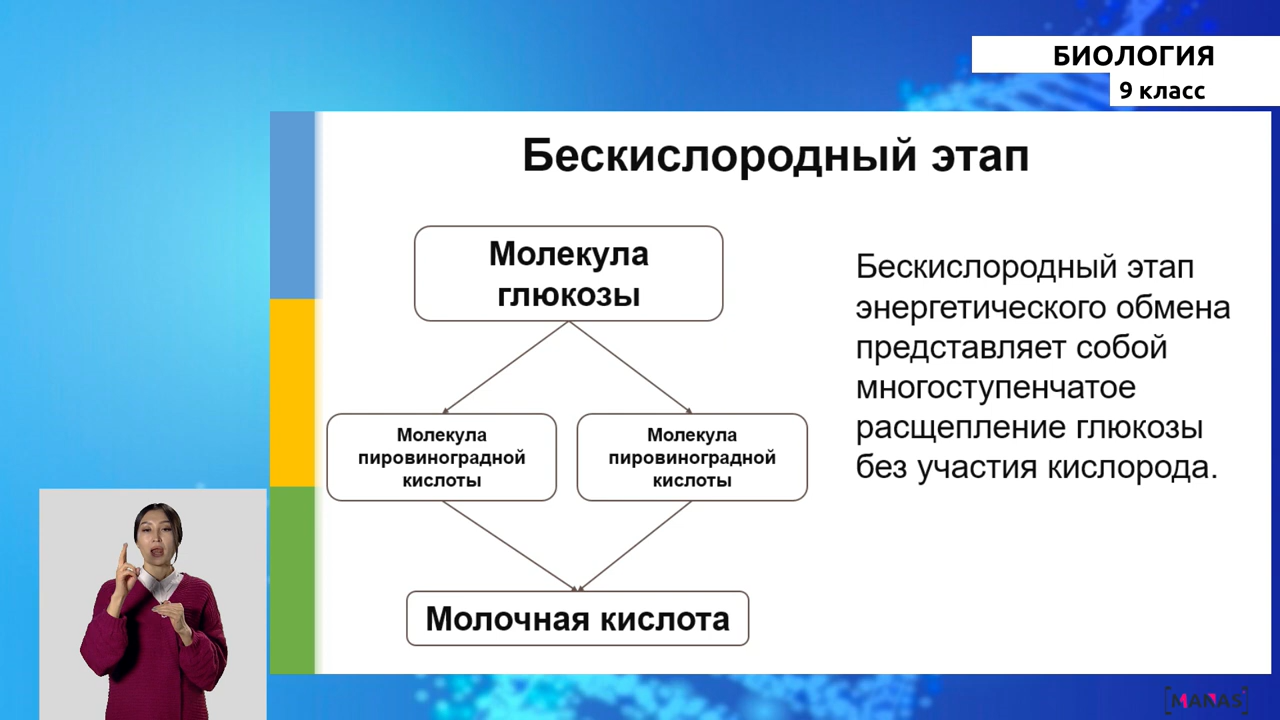 БИОЛОГИЯ
9 класс
Бескислородный этап
Молекула
глюкозы
Молекула
пировиноградной
кислоты
Молекула
пировиноградной
кислоты
Молочная кислота
Бескислородный этап
энергетического обмена
представляет собой
многоступенчатое
расщепление глюкозы
без участия кислорода.
[MANAS]